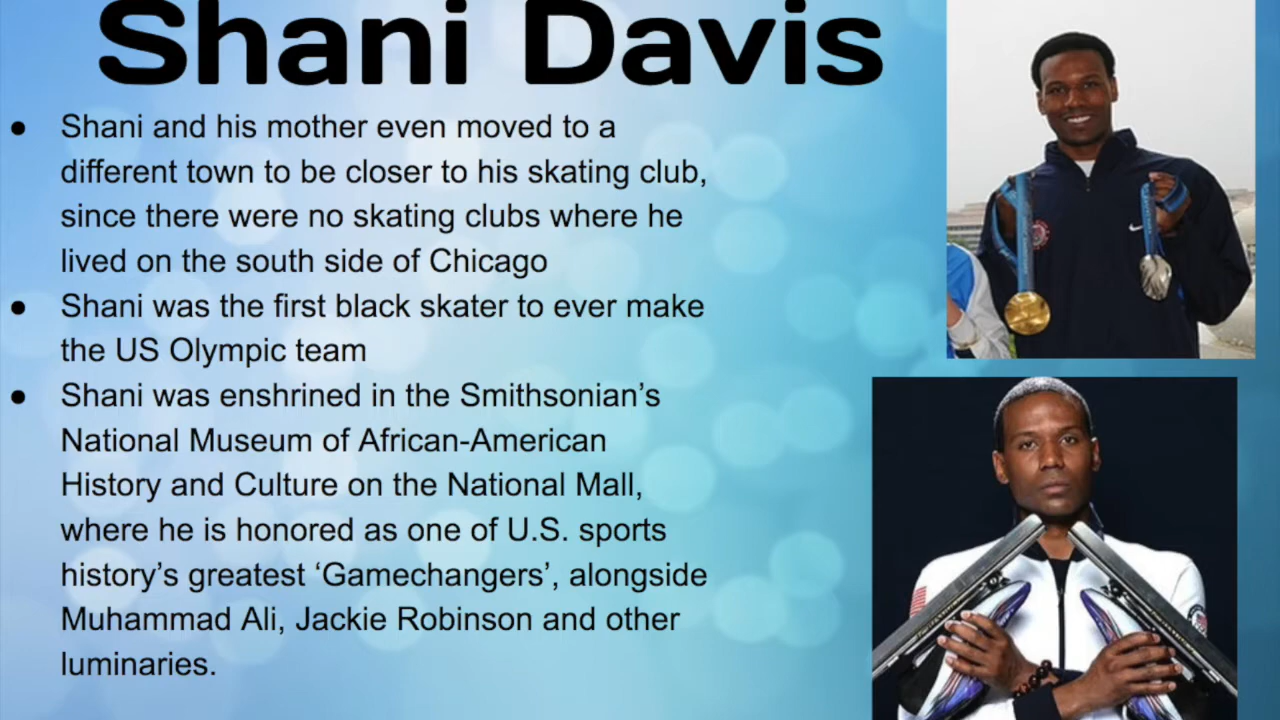 Shani Davis
● Shani and his mother even moved to a
different town to be closer to his skating club,
since there were no skating clubs where he
lived on the south side of Chicago
● Shani was the first black skater to ever make
the US Olympic team
● Shani was enshrined in the Smithsonian’s
National Museum of African-American
History and Culture on the National Mall,
where he is honored as one of U.S. sports
history’s greatest ‘Gamechangers’, alongside
Muhammad Ali, Jackie Robinson and other
luminaries.